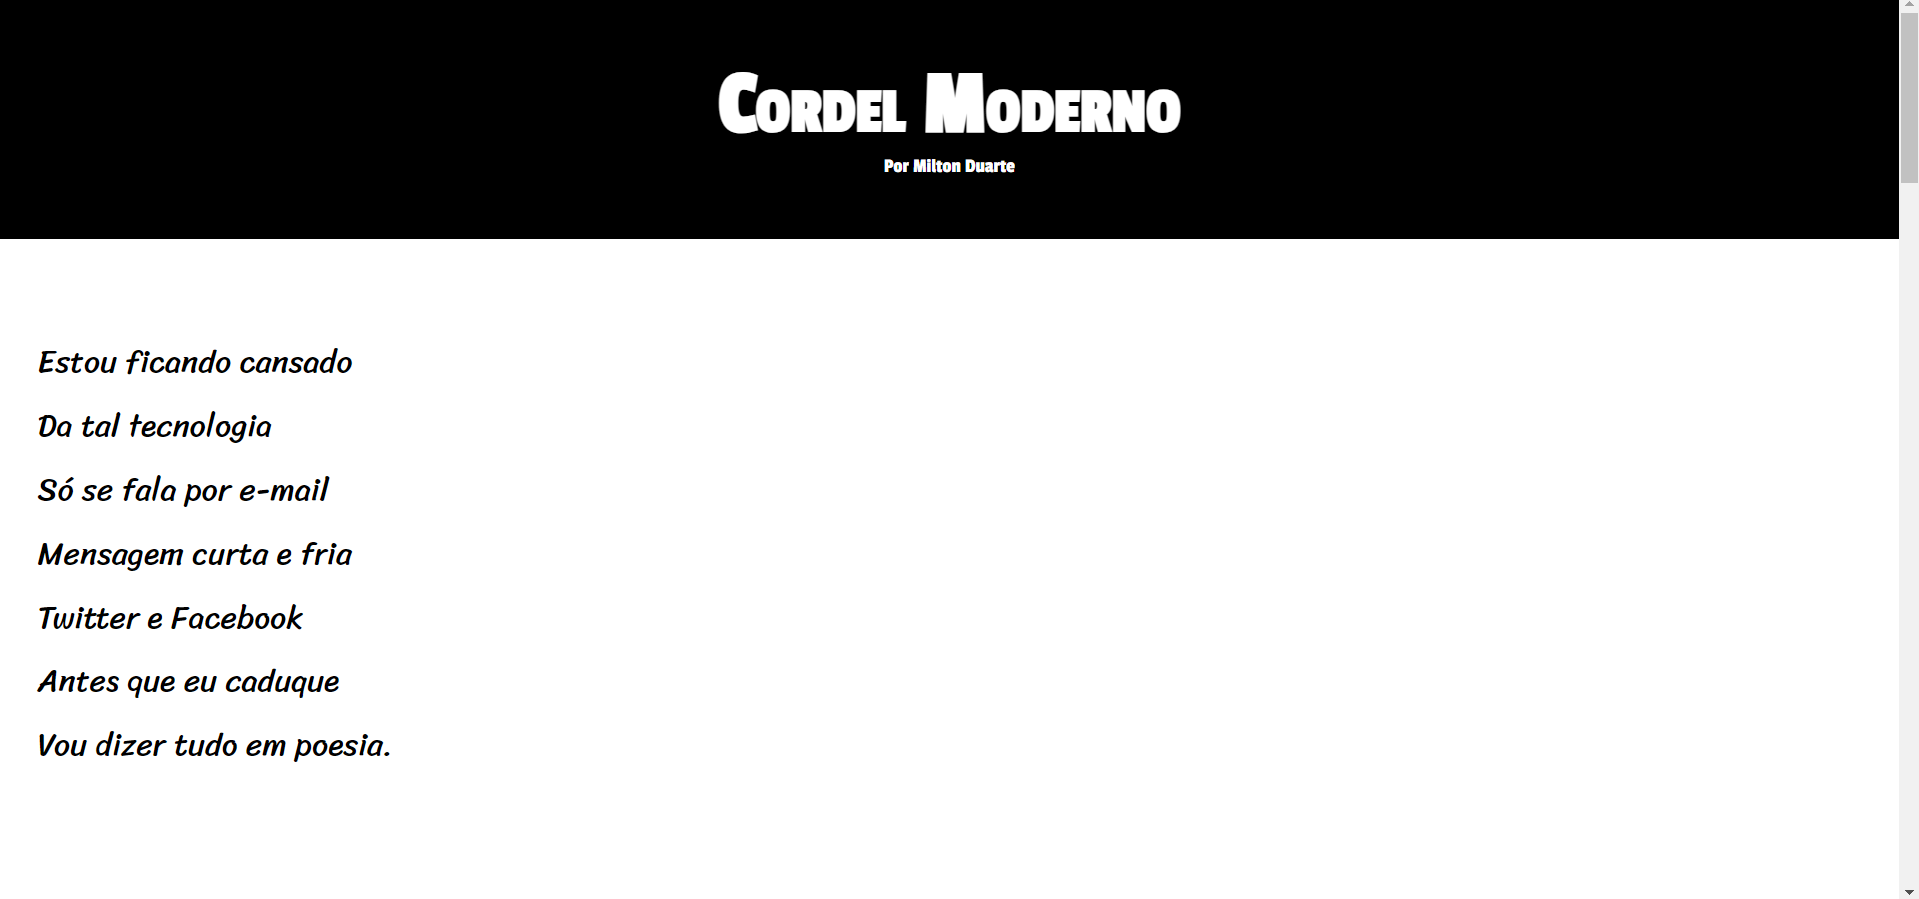 Cordel Moderno
Por Milton Duarte
Estou ficando cansado
Da tal tecnologia
Só se fala por e-mail
Mensagem curta e fria
Twitter e Facebook
Antes que eu caduque
Vou dizer tudo em poesia.